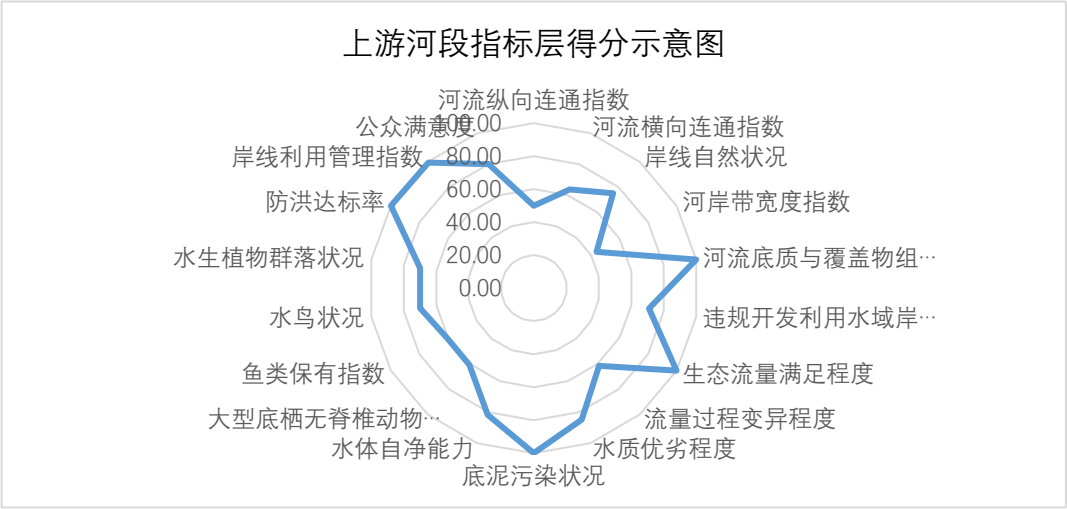 上游河段指标层得分示意图
河流纵向连通指数
100.00
80.00
60.00
40.00
20.00
0.00
河流横向连通指数
岸线自然状况
河岸带宽度指数
河流底质与覆盖物组…
违规开发利用水域岸…
生态流量满足程度
流量过程变异程度
水质优劣程度
底泥污染状况
水体自净能力
大型底栖无脊椎动物…
鱼类保有指数
水鸟状况
水生植物群落状况
防洪达标率
岸线利用管理指数
公众满意度